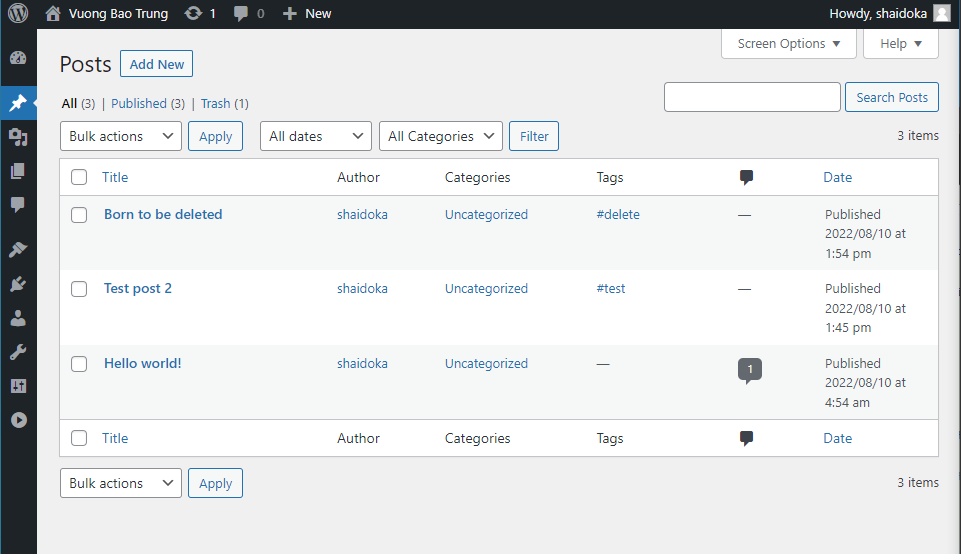 Vuong Bao Trung 1 0 New Howdy, shaidoka
Screen Options Help
Posts Add New
All (3) | Published (3) | Trash (1)
Search Posts
Bulk actions Apply All dates All Categories Filter 3 items
Title Author Categories Tags Date
Born to be deleted shaidoka Uncategorized #delete — Published
2022/08/10 at
1:54 pm
Test post 2 shaidoka Uncategorized #test — Published
2022/08/10 at
1:45 pm
Hello world! shaidoka Uncategorized — 1 Published
2022/08/10 at
4:54 am
Title Author Categories Tags Date
Bulk actions Apply 3 items